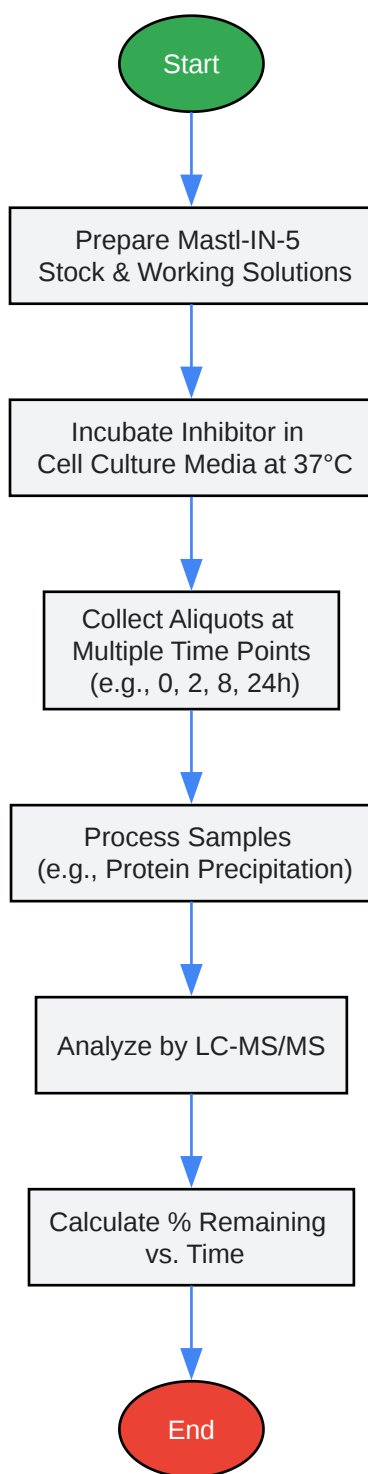 Start
Prepare Mastl-IN-5
Stock & Working Solutions
Incubate Inhibitor in
Cell Culture Media at 37°C
Collect Aliquots at
Multiple Time Points
(e.g., 0, 2, 8, 24h)
Process Samples
(e.g., Protein Precipitation)
Analyze by LC-MS/MS
Calculate % Remaining
vs. Time
End